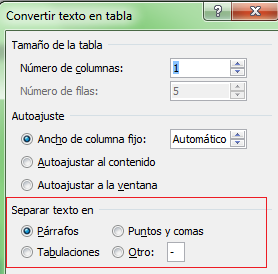 Convertir texto en tabla
Tamaño de la tabla
Número de columnas: 1
Número de filas: 5
Autoajuste
Ancho de columna fijo: Automático
Autoajustar al contenido
Autoajustar a la ventana
Separar texto en
Párrafos Puntos y comas
Tabulaciones Otro: -